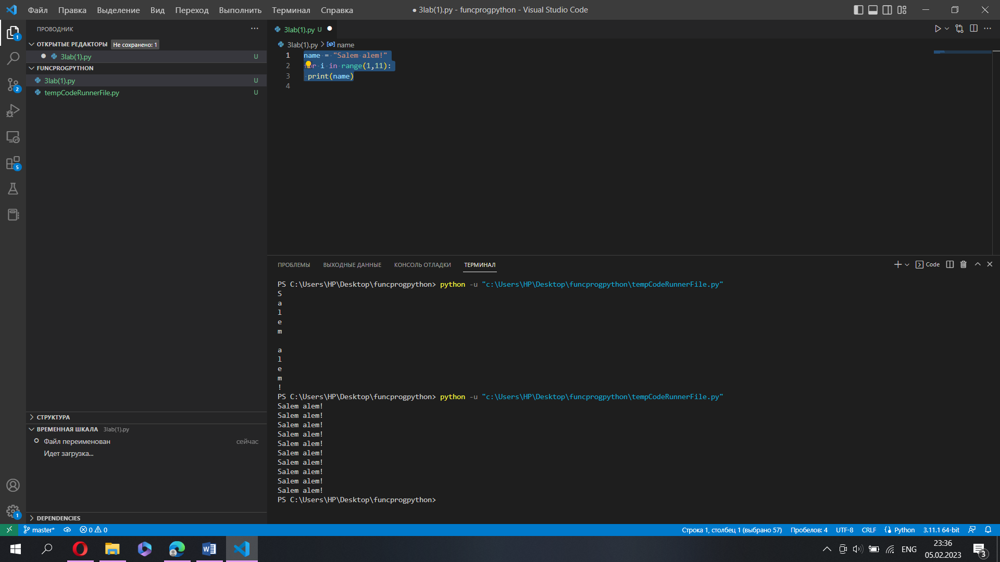 Файл Правка Выделение Вид Переход Выполнить Терминал Справка
● 3lab(1).py - funcprogpython - Visual Studio Code
ПРОВОДНИК
ОТКРЫТЫЕ РЕДАКТОРЫ Не сохранено: 1
3lab(1).py U
FUNCPROGPYTHON
3lab(1).py U
tempCodeRunnerFile.py U
1
2
5
СТРУКТУРА
ВРЕМЕННАЯ ШКАЛА 3lab(1).py
Файл переименован сейчас
Идет загрузка...
DEPENDENCIES
1
3lab(1).py U
3lab(1).py > name
1 name = "Salem alem!"
2 for i in range(1,11):
3 print(name)
4
ПРОБЛЕМЫ ВЫХОДНЫЕ ДАННЫЕ КОНСОЛЬ ОТЛАДКИ ТЕРМИНАЛ
Code
PS C:\Users\HP\Desktop\funcprogpython> python -u "c:\Users\HP\Desktop\funcprogpython\tempCodeRunnerFile.py"
S
a
l
e
m
a
l
e
m
!
PS C:\Users\HP\Desktop\funcprogpython> python -u "c:\Users\HP\Desktop\funcprogpython\tempCodeRunnerFile.py"
Salem alem!
Salem alem!
Salem alem!
Salem alem!
Salem alem!
Salem alem!
Salem alem!
Salem alem!
Salem alem!
Salem alem!
PS C:\Users\HP\Desktop\funcprogpython>
master* 0 0
Строка 1, столбец 1 (выбрано 57) Пробелов: 4 UTF-8 CRLF Python 3.11.1 64-bit
ENG
23:36
05.02.2023
3